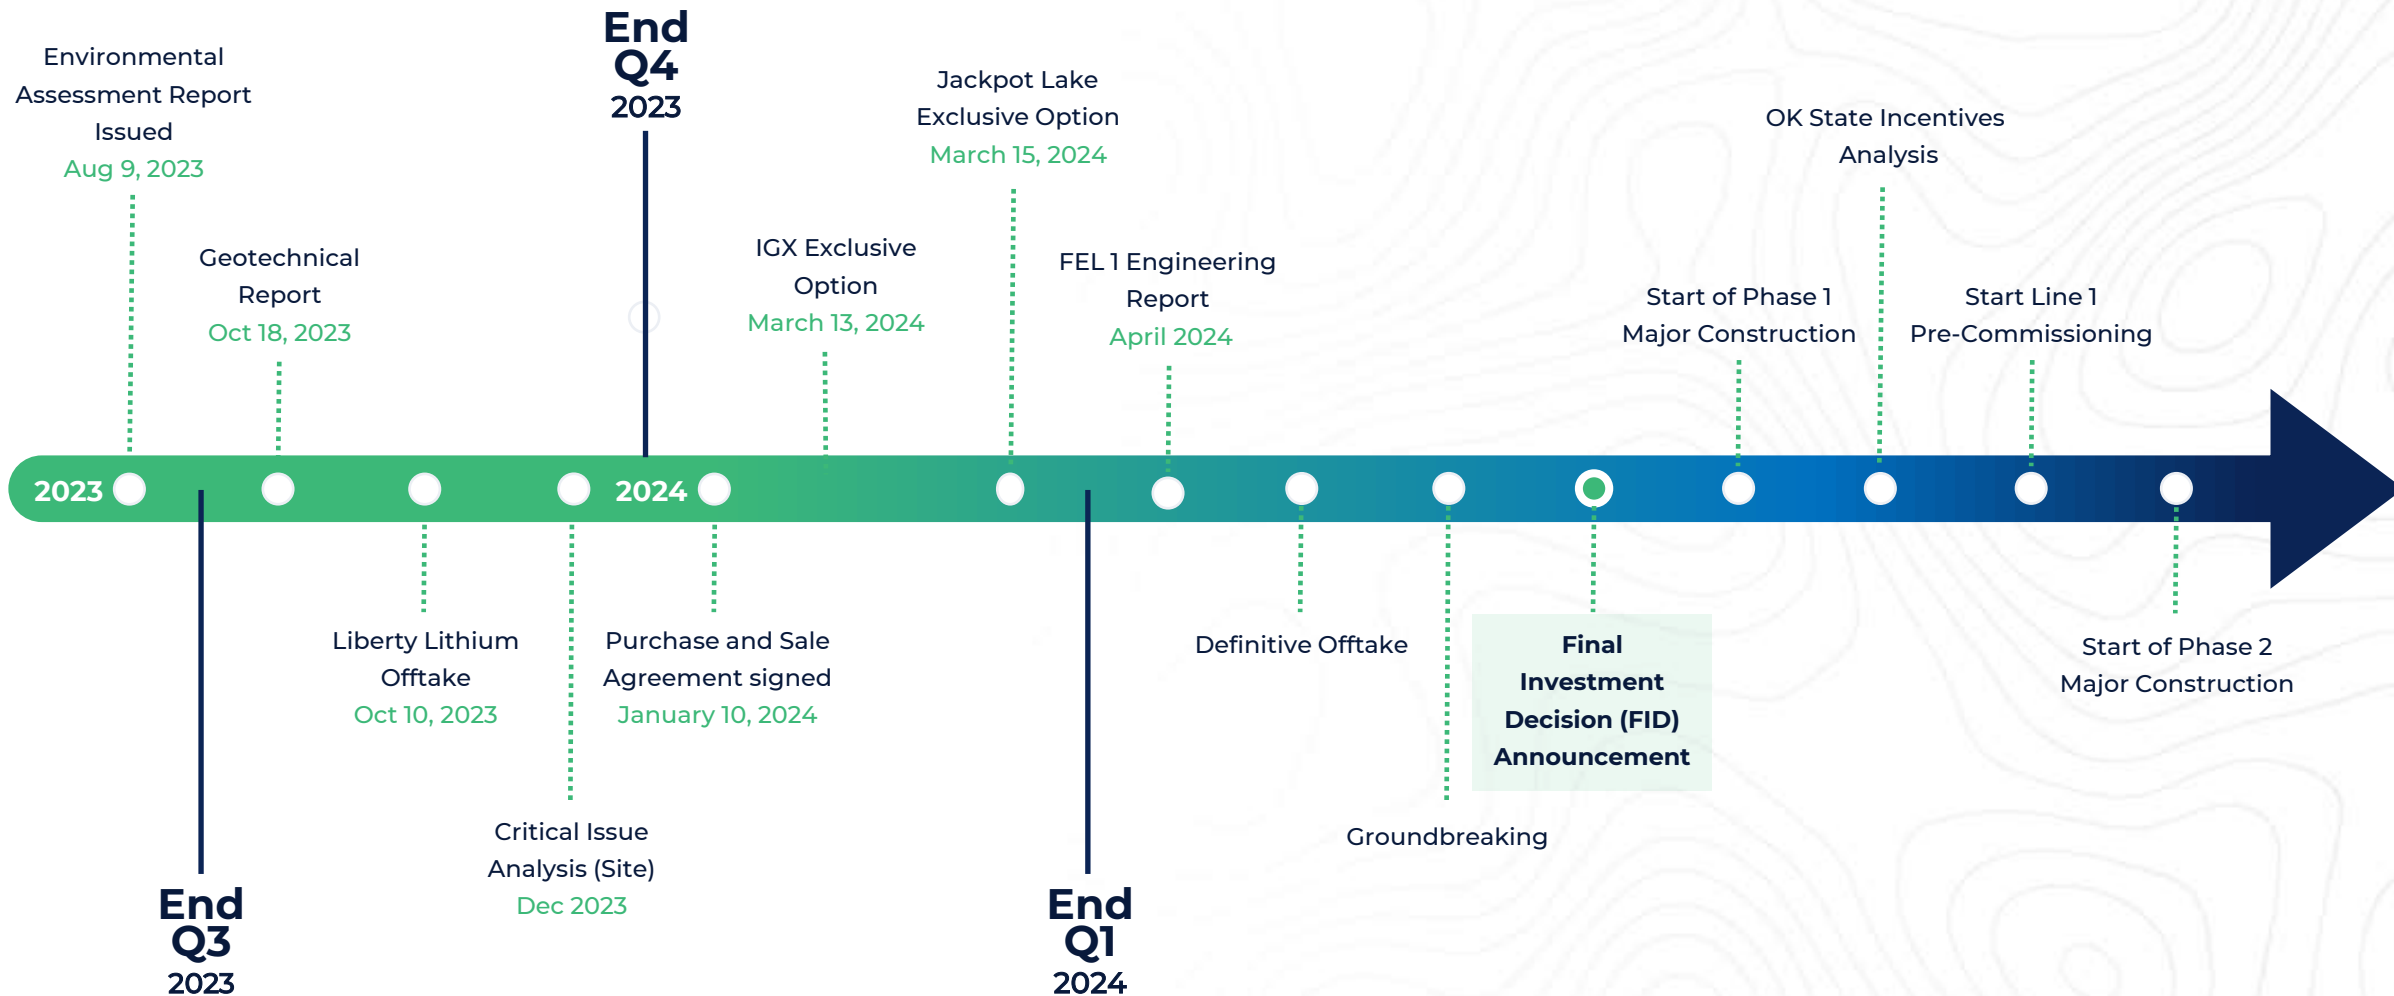 End
Q4
2023
Environmental
Assessment Report
Issued
Aug 9, 2023
Geotechnical
Report
Oct 18, 2023
IGX Exclusive
Option
March 13, 2024
Jackpot Lake
Exclusive Option
March 15, 2024
FEL 1 Engineering
Report
April 2024
Start of Phase 1
Major Construction
OK State Incentives
Analysis
Start Line 1
Pre-Commissioning
2023
2024
Liberty Lithium
Offtake
Oct 10, 2023
Critical Issue
Analysis (Site)
Dec 2023
Purchase and Sale
Agreement signed
January 10, 2024
Definitive Offtake
Groundbreaking
Final
Investment
Decision (FID)
Announcement
Start of Phase 2
Major Construction
End
Q3
2023
End
Q1
2024